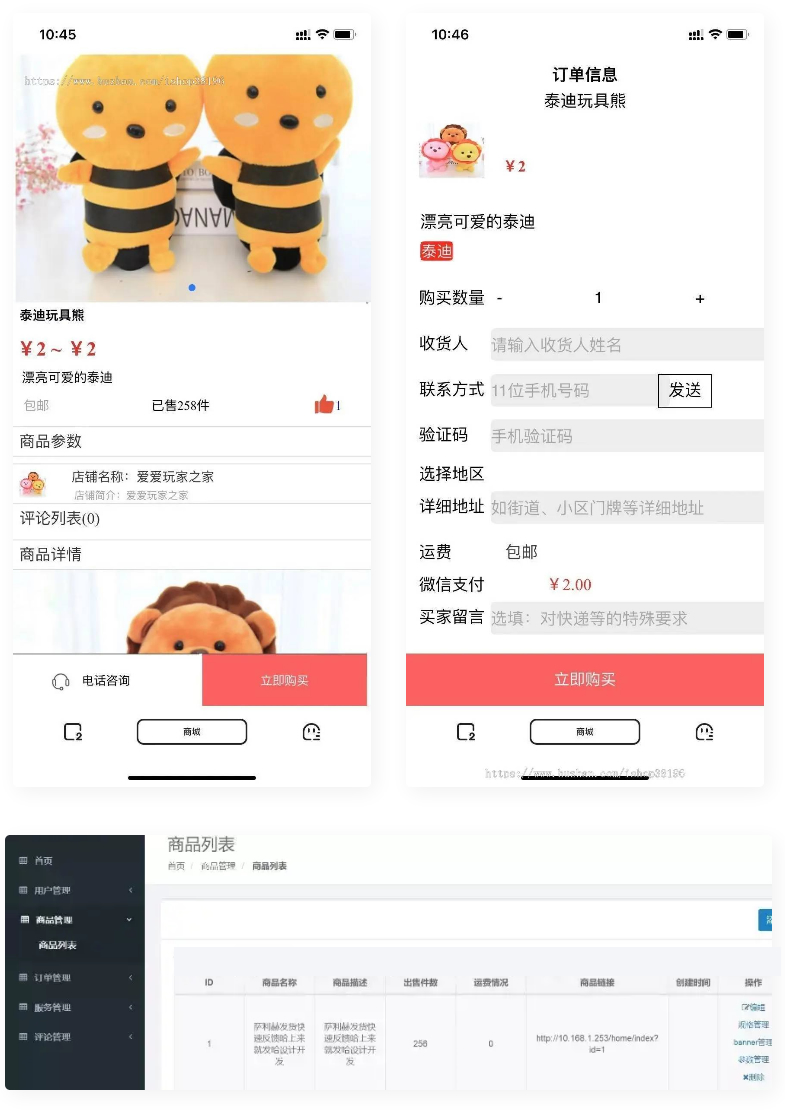 10:45
https://www.huzhan.com/ishop38196
泰迪玩具熊
￥2～￥2
漂亮可爱的泰迪
包邮 已售258件 1
商品参数
店铺名称：爱爱玩家之家
店铺简介：爱爱玩家之家
评论列表(0)
商品详情
电话咨询 立即购买
2 商城
10:46
订单信息
泰迪玩具熊
￥2
漂亮可爱的泰迪
泰迪
购买数量 - 1 +
收货人 请输入收货人姓名
联系方式 11位手机号码 发送
验证码 手机验证码
选择地区
详细地址 如街道、小区门牌等详细地址
运费 包邮
微信支付 ￥2.00
买家留言 选填：对快递等的特殊要求
立即购买
2 商城
https://www.huzhan.com/ishop38196
首页
用户管理
商品管理
商品列表
订单管理
服务管理
评论管理
商品列表
首页 / 商品管理 / 商品列表
ID 商品名称 商品描述 出售件数 运费情况 商品链接 创建时间 操作
1 萨利赫发货快速反馈哈上来就发哈设计开发 萨利赫发货快速反馈哈上来就发哈设计开发 258 0 http://10.168.1.253/home/index?id=1
编辑
规格管理
banner管理
参数管理
删除